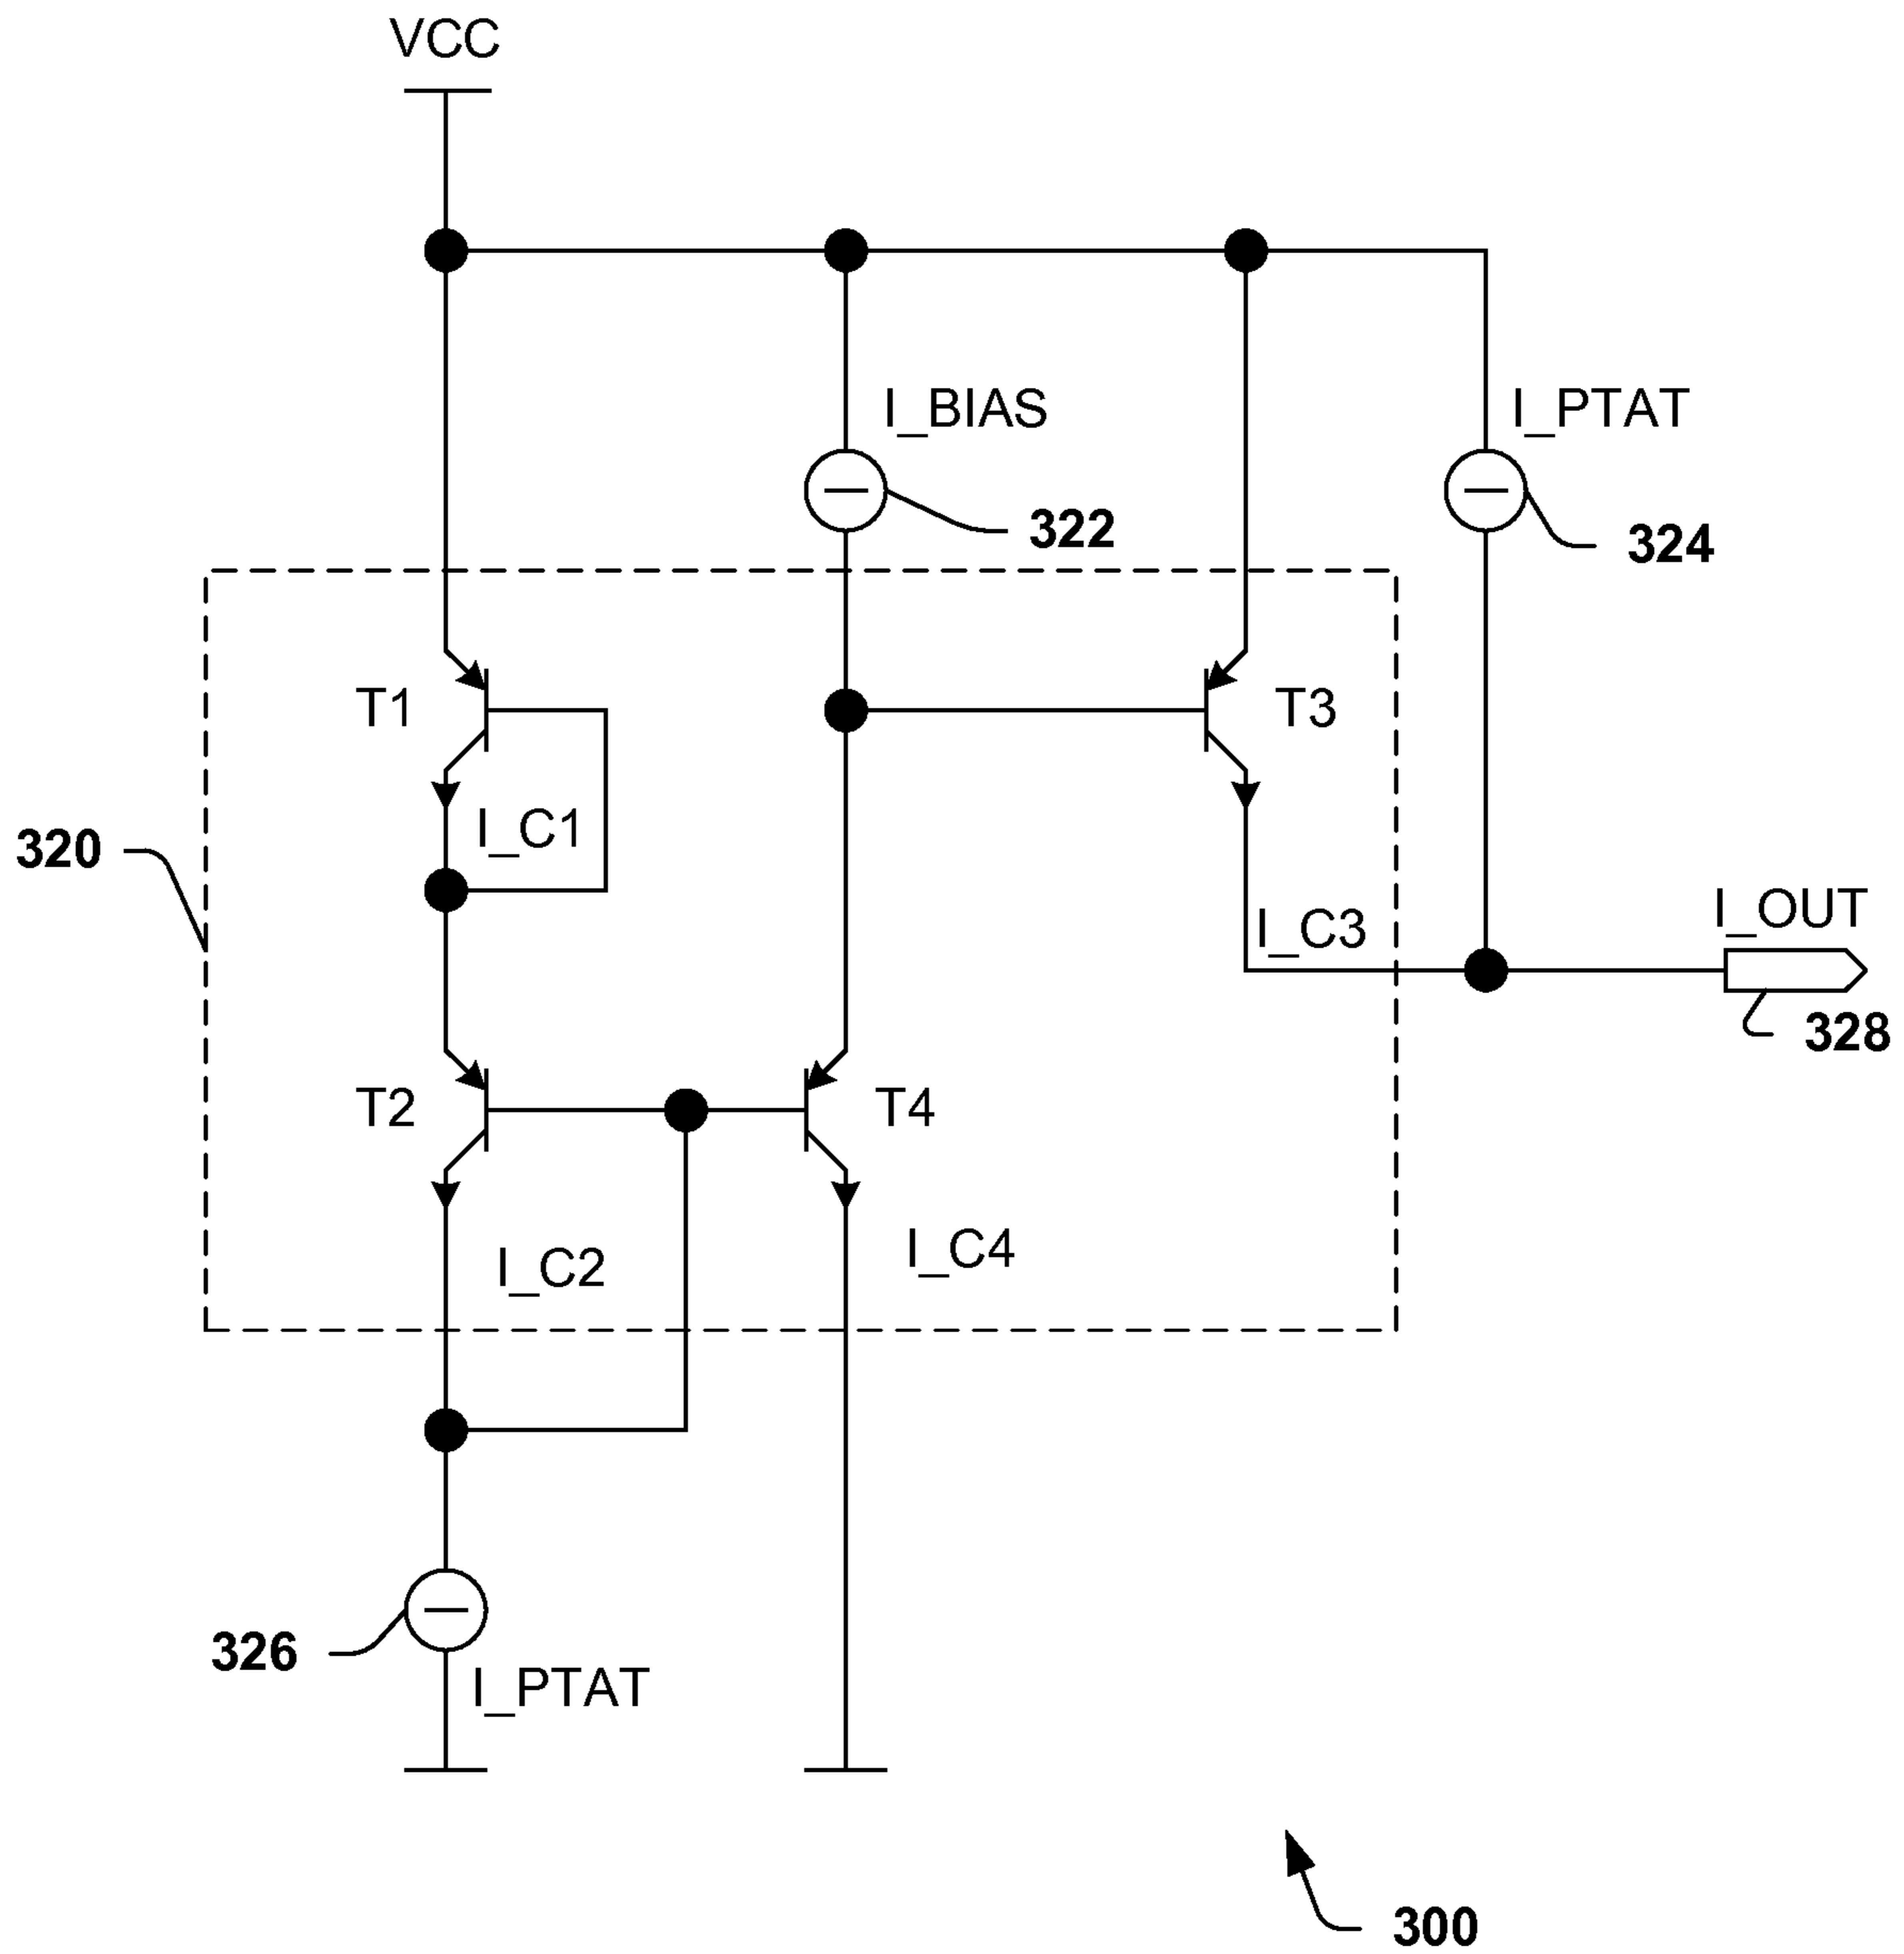 VCC
I_BIAS
I_PTAT
322
324
T1
T3
I_C1
320
I_OUT
I_C3
328
T2
T4
I_C4
I_C2
326
I_PTAT
300